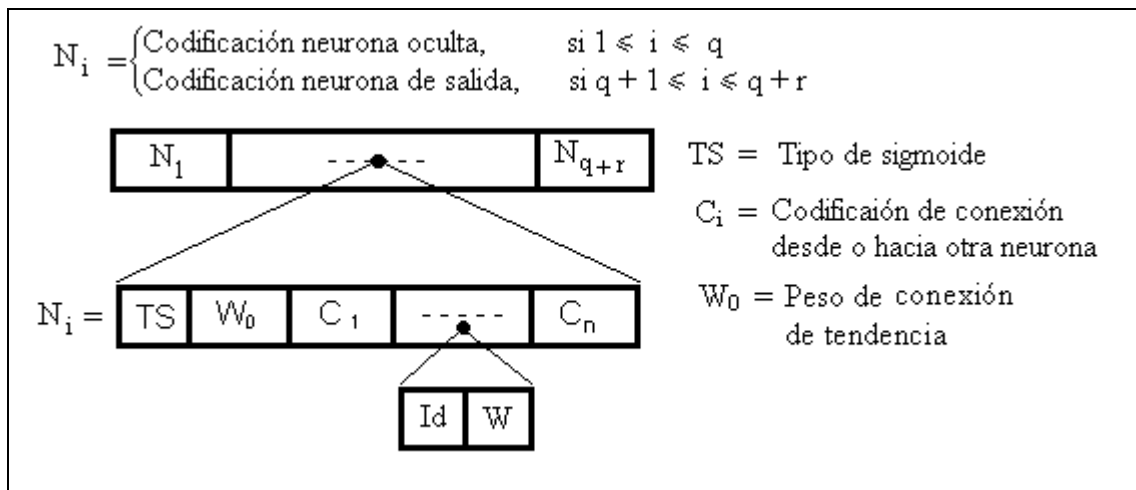 N_i = { Codificación neurona oculta, si 1 ⩽ i ⩽ q
Codificación neurona de salida, si q + 1 ⩽ i ⩽ q + r
N_1 ----- N_{q+r}
TS = Tipo de sigmoide
C_i = Codificaión de conexión
desde o hacia otra neurona
W_0 = Peso de conexión
de tendencia
N_i = TS W_0 C_1 ----- C_n
Id W